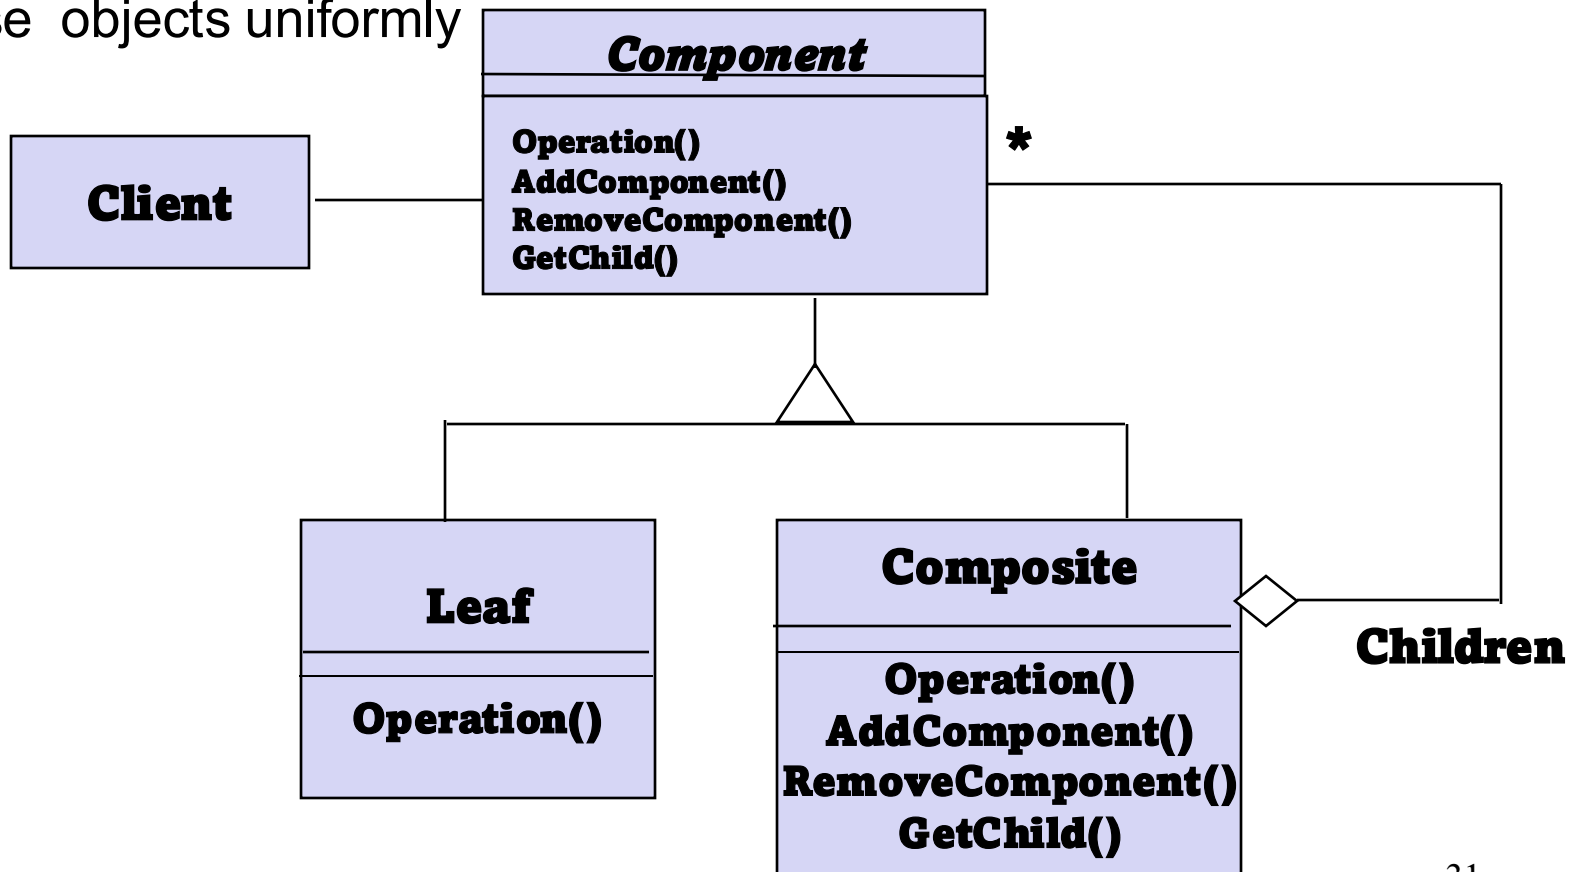 objects uniformly
Component
Operation()
AddComponent()
RemoveComponent()
GetChild()
*
Client
Leaf
Operation()
Composite
Operation()
AddComponent()
RemoveComponent()
GetChild()
Children